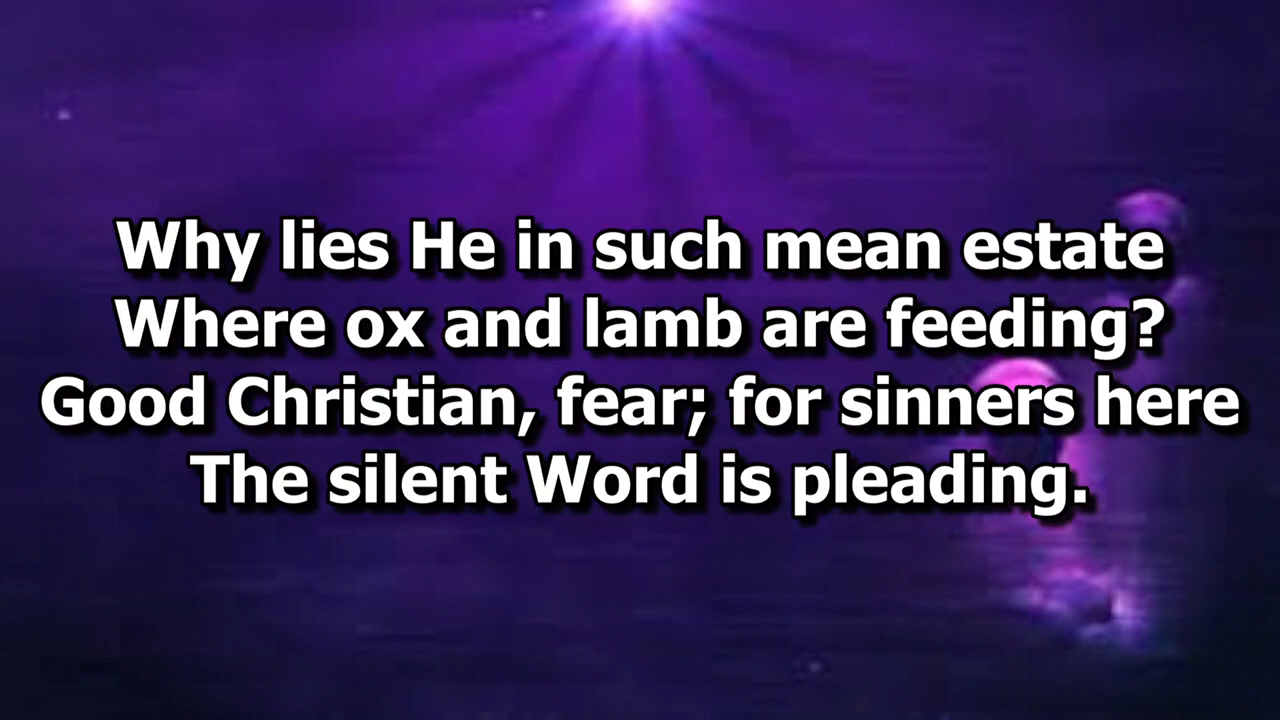 Why lies He in such mean estate
Where ox and lamb are feeding?
Good Christian, fear; for sinners here
The silent Word is pleading.